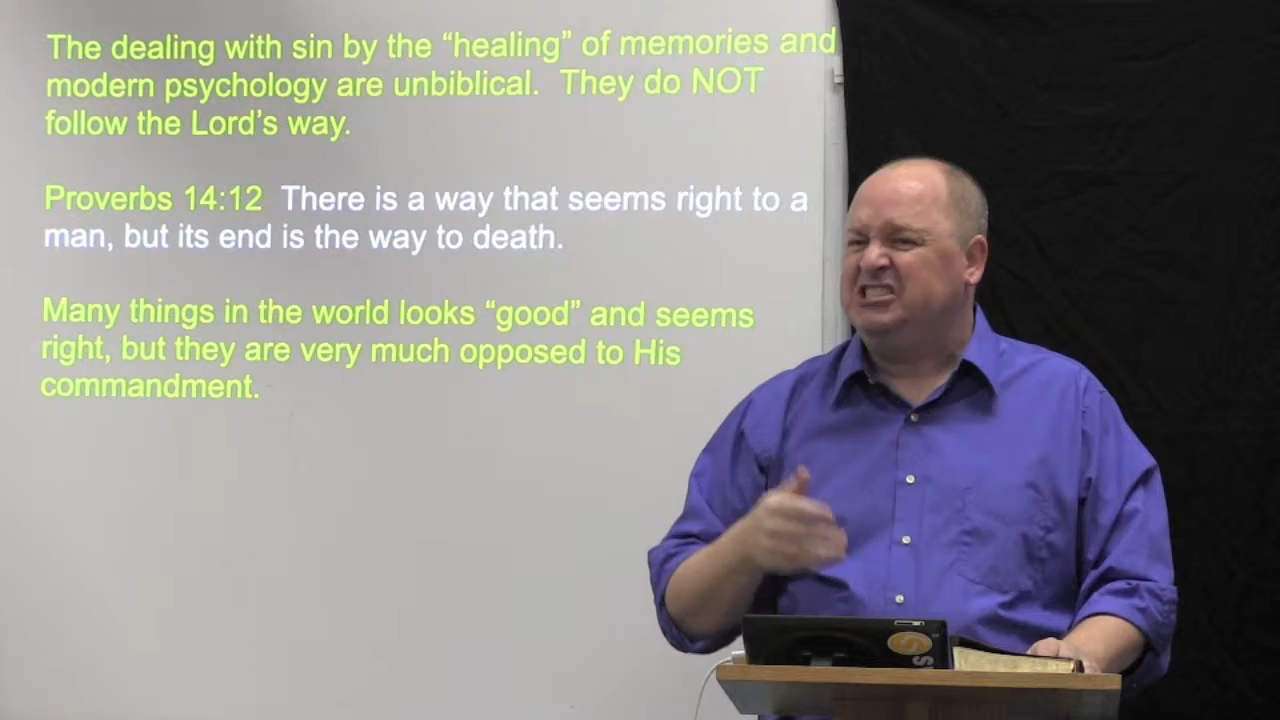 The dealing with sin by the “healing” of memories and
modern psychology are unbiblical.  They do NOT
follow the Lord’s way.
Proverbs 14:12  There is a way that seems right to a
man, but its end is the way to death.
Many things in the world looks “good” and seems
right, but they are very much opposed to His
commandment.